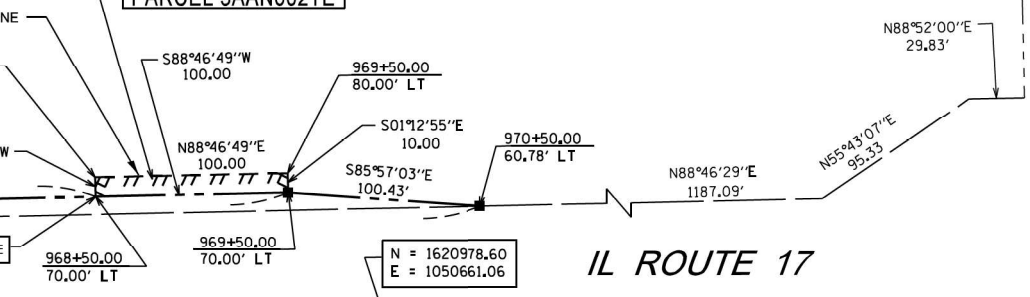 PARCEL 3AAN002TE
NE
S88°46'49"W
100.00
969+50.00
80.00' LT
N88°52'00"E
29.83'
W
N88°46'49"E
100.00
S01°12'55"E
10.00
S85°57'03"E
100.43'
970+50.00
60.78' LT
N88°46'29"E
1187.09'
N55°43'07"E
95.33
E
968+50.00
70.00' LT
969+50.00
70.00' LT
N = 1620978.60
E = 1050661.06
IL ROUTE 17